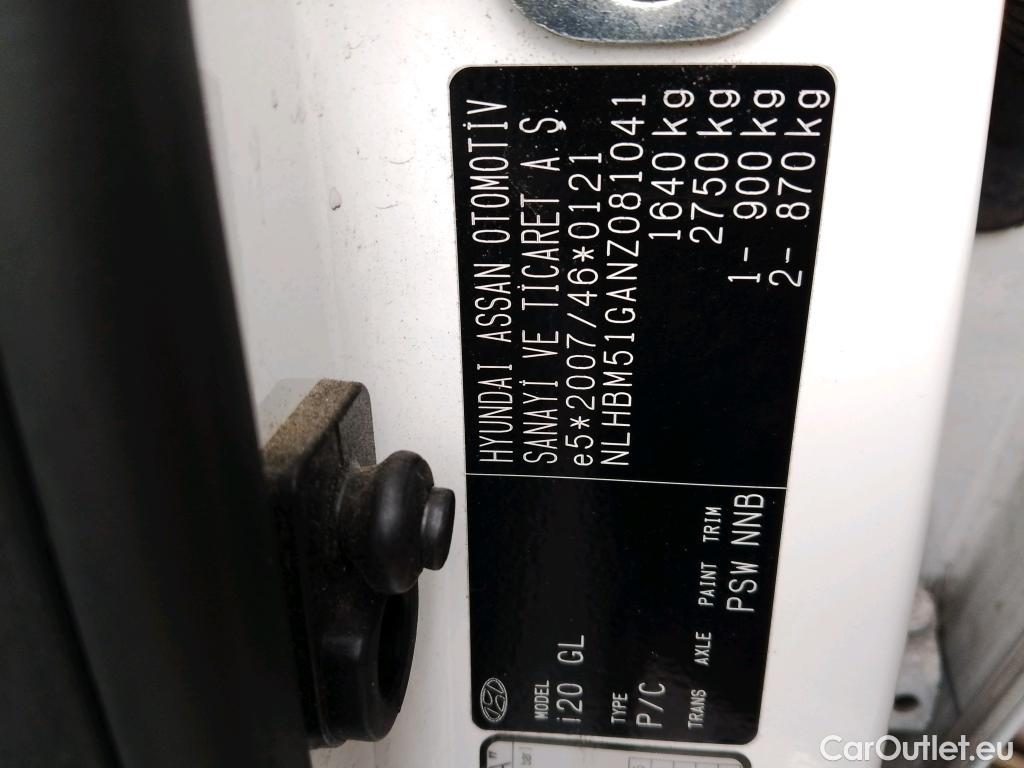 HYUNDAI ASSAN OTOMOTİV
SANAYİ VE TİCARET A.Ş.
e5*2007/46*0121
NLHBM51GANZ081041
1640 kg
2750 kg
1- 900 kg
2- 870 kg
MODEL
i20 GL
TYPE
P/C
TRANS AXLE PAINT TRIM
PSW NNB
bar
CarOutlet.eu